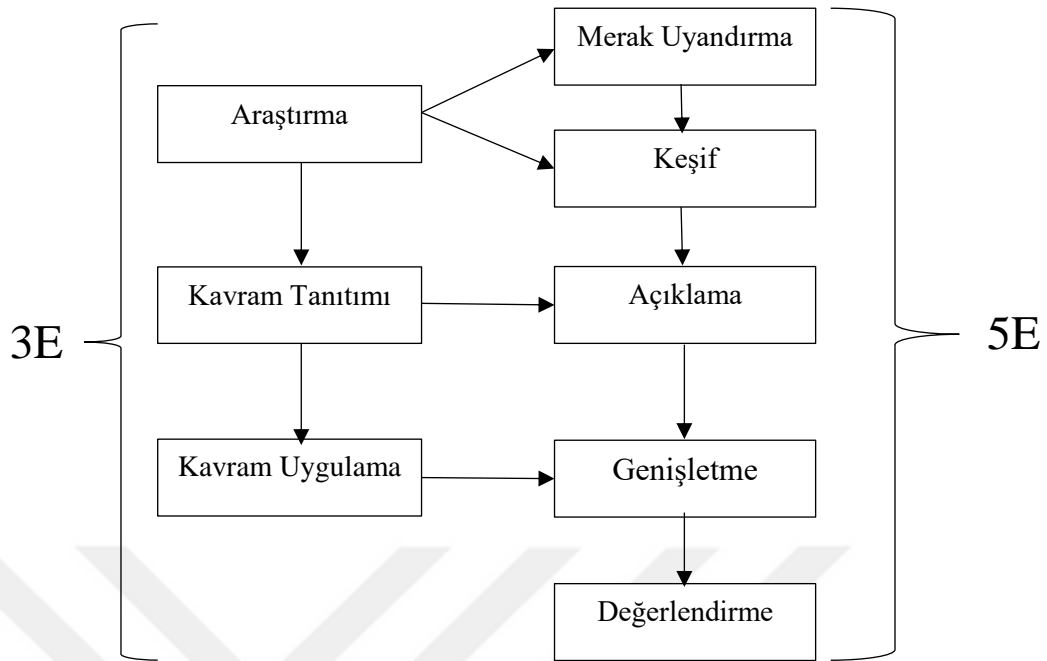 Merak Uyandırma
Araştırma
Keşif
Kavram Tanıtımı
Açıklama
3E
5E
Kavram Uygulama
Genişletme
Değerlendirme